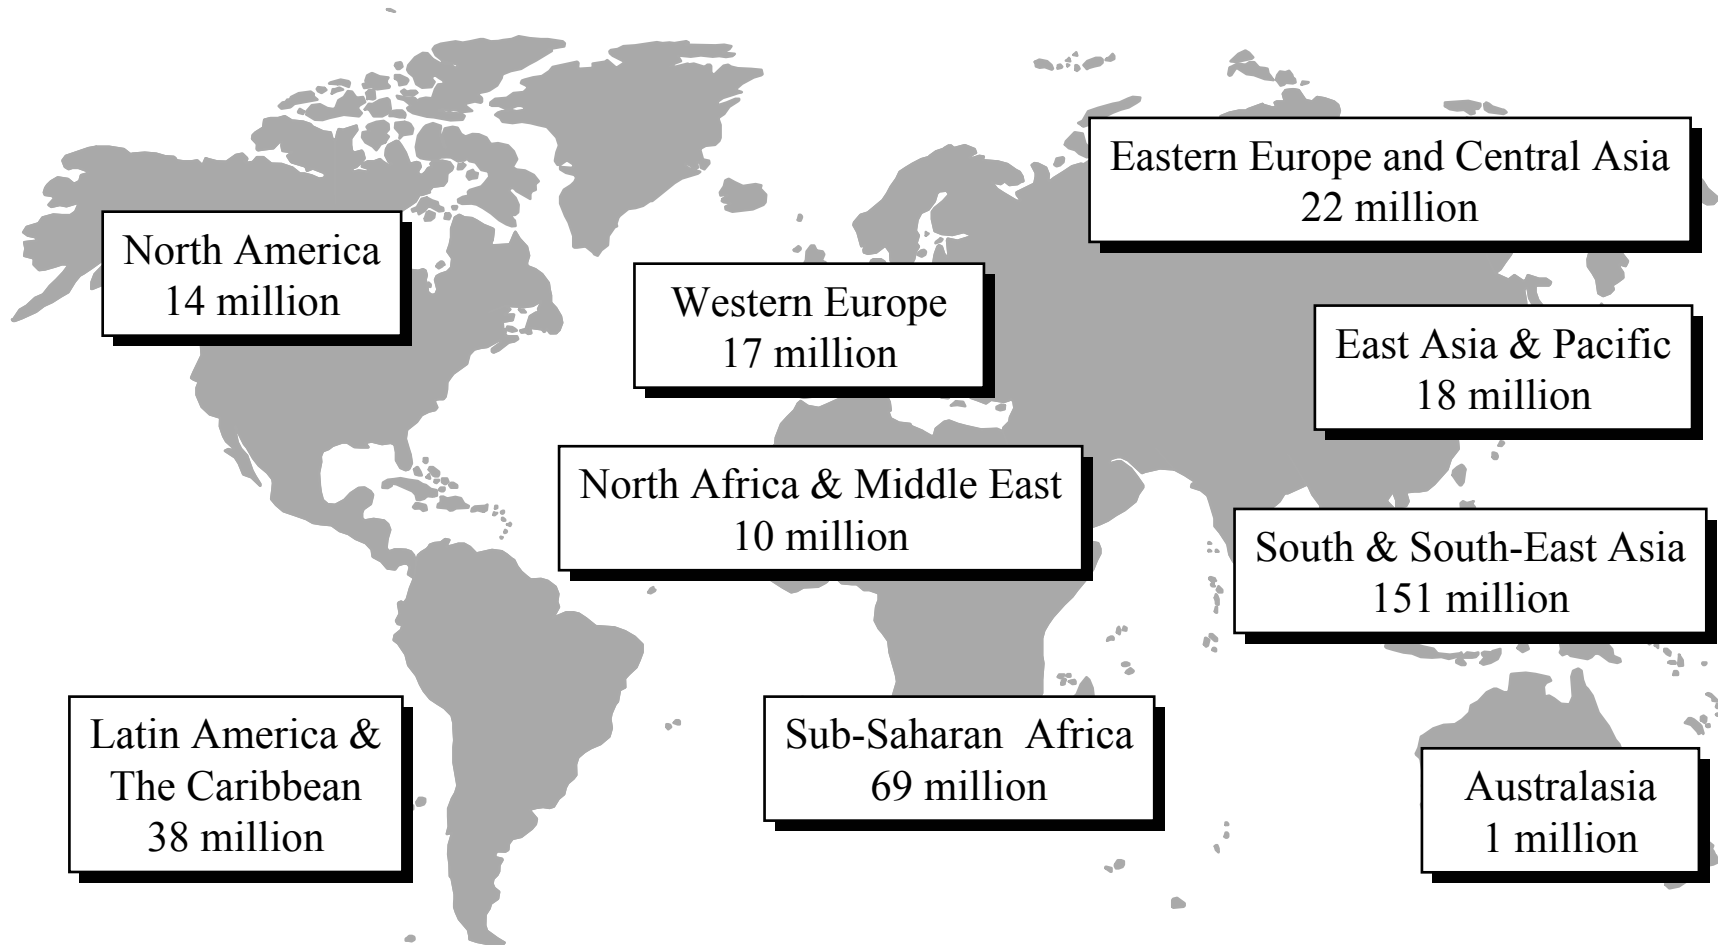 Eastern Europe and Central Asia
22 million
North America
14 million
Western Europe
17 million
East Asia & Pacific
18 million
North Africa & Middle East
10 million
South & South-East Asia
151 million
Latin America &
The Caribbean
38 million
Sub-Saharan Africa
69 million
Australasia
1 million